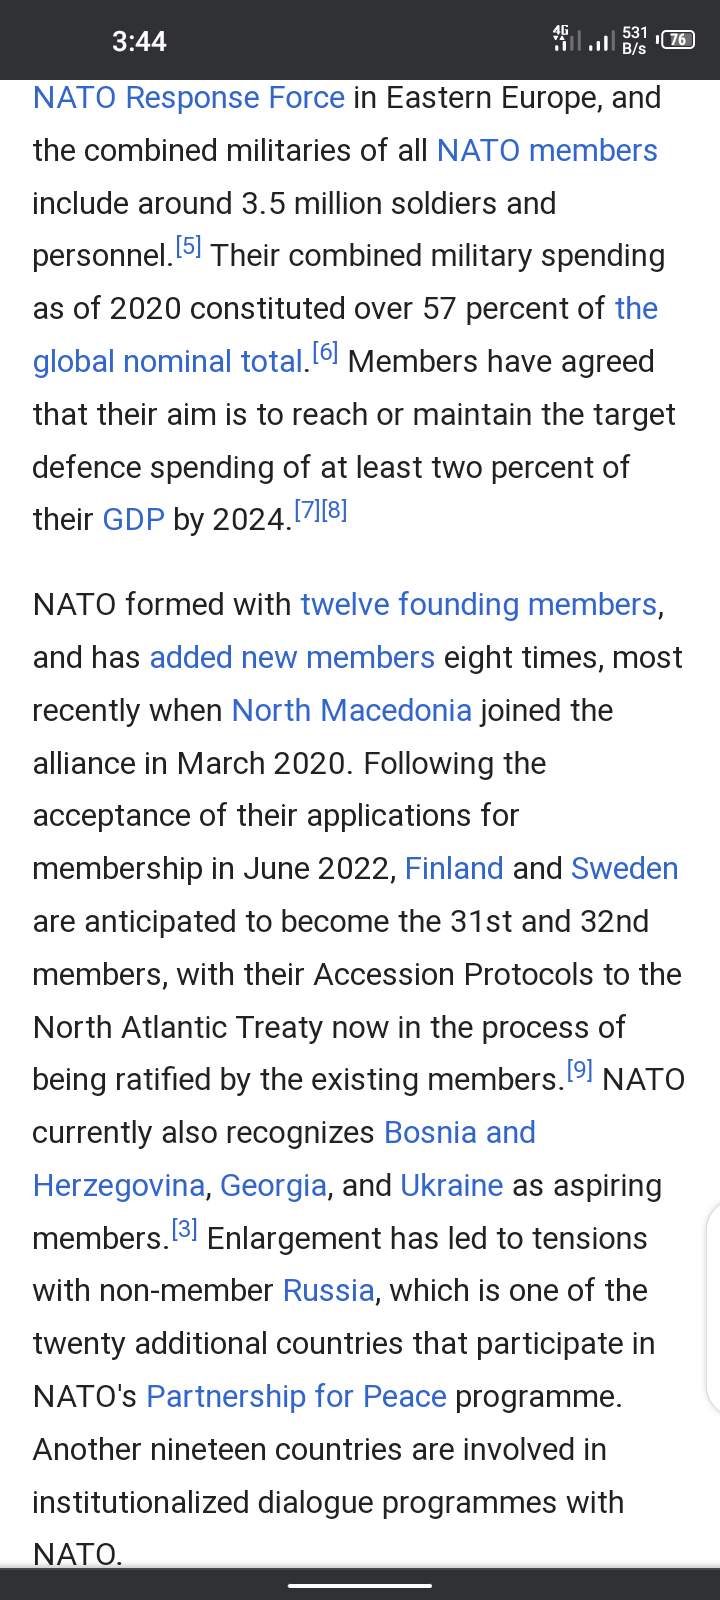 3:44
4G
531
B/s
76
NATO Response Force in Eastern Europe, and
the combined militaries of all NATO members
include around 3.5 million soldiers and
personnel.[5] Their combined military spending
as of 2020 constituted over 57 percent of the
global nominal total.[6] Members have agreed
that their aim is to reach or maintain the target
defence spending of at least two percent of
their GDP by 2024.[7][8]
NATO formed with twelve founding members,
and has added new members eight times, most
recently when North Macedonia joined the
alliance in March 2020. Following the
acceptance of their applications for
membership in June 2022, Finland and Sweden
are anticipated to become the 31st and 32nd
members, with their Accession Protocols to the
North Atlantic Treaty now in the process of
being ratified by the existing members.[9] NATO
currently also recognizes Bosnia and
Herzegovina, Georgia, and Ukraine as aspiring
members.[3] Enlargement has led to tensions
with non-member Russia, which is one of the
twenty additional countries that participate in
NATO's Partnership for Peace programme.
Another nineteen countries are involved in
institutionalized dialogue programmes with
NATO.